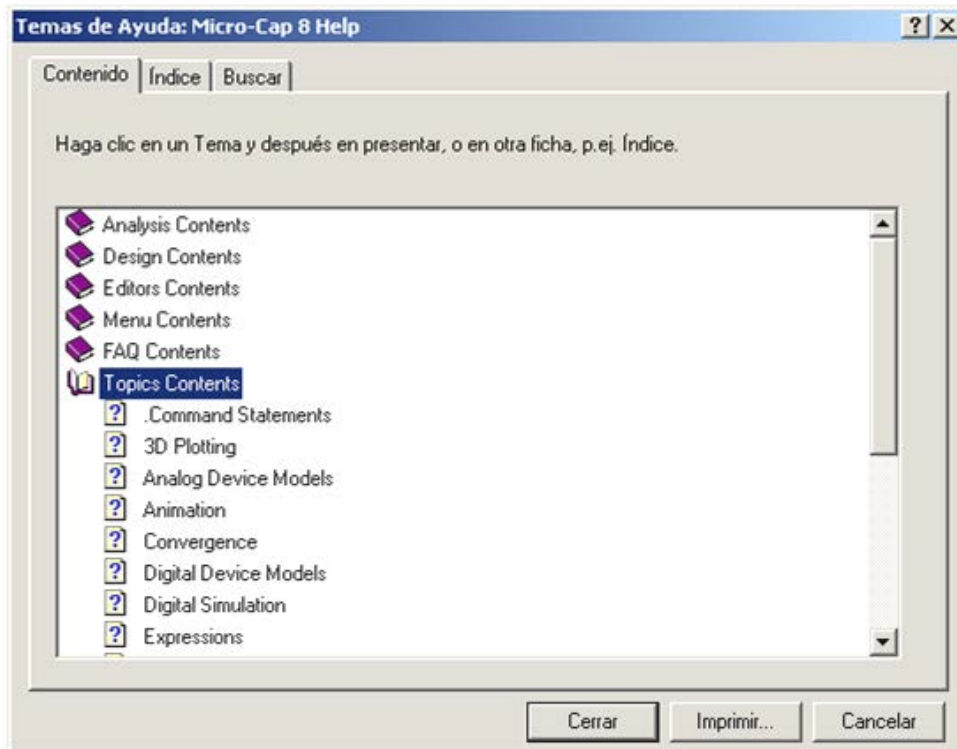 Temas de Ayuda: Micro-Cap 8 Help
Contenido Índice Buscar
Haga clic en un Tema y después en presentar, o en otra ficha, p.ej. Índice.
Analysis Contents
Design Contents
Editors Contents
Menu Contents
FAQ Contents
Topics Contents
.Command Statements
3D Plotting
Analog Device Models
Animation
Convergence
Digital Device Models
Digital Simulation
Expressions
Cerrar Imprimir... Cancelar